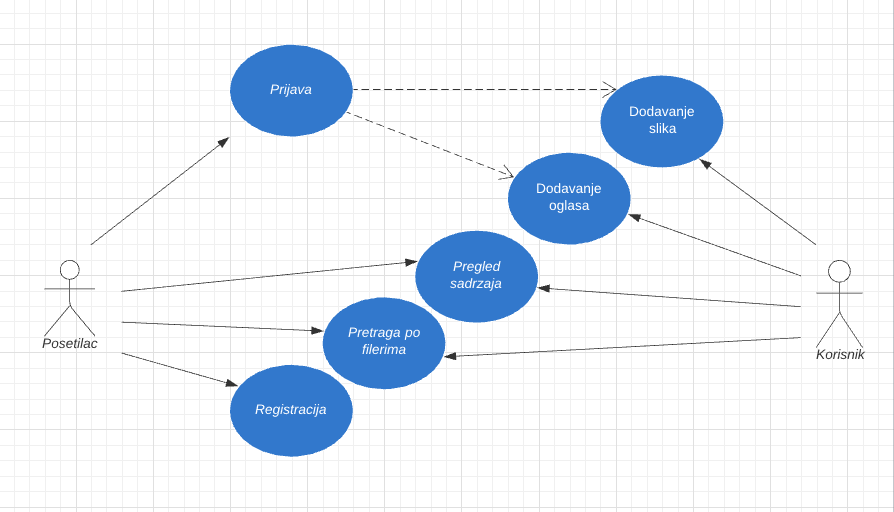 Prijava
Dodavanje
slika
Dodavanje
oglasa
Pregled
sadrzaja
Pretraga po
filerima
Registracija
Posetilac
Korisnik